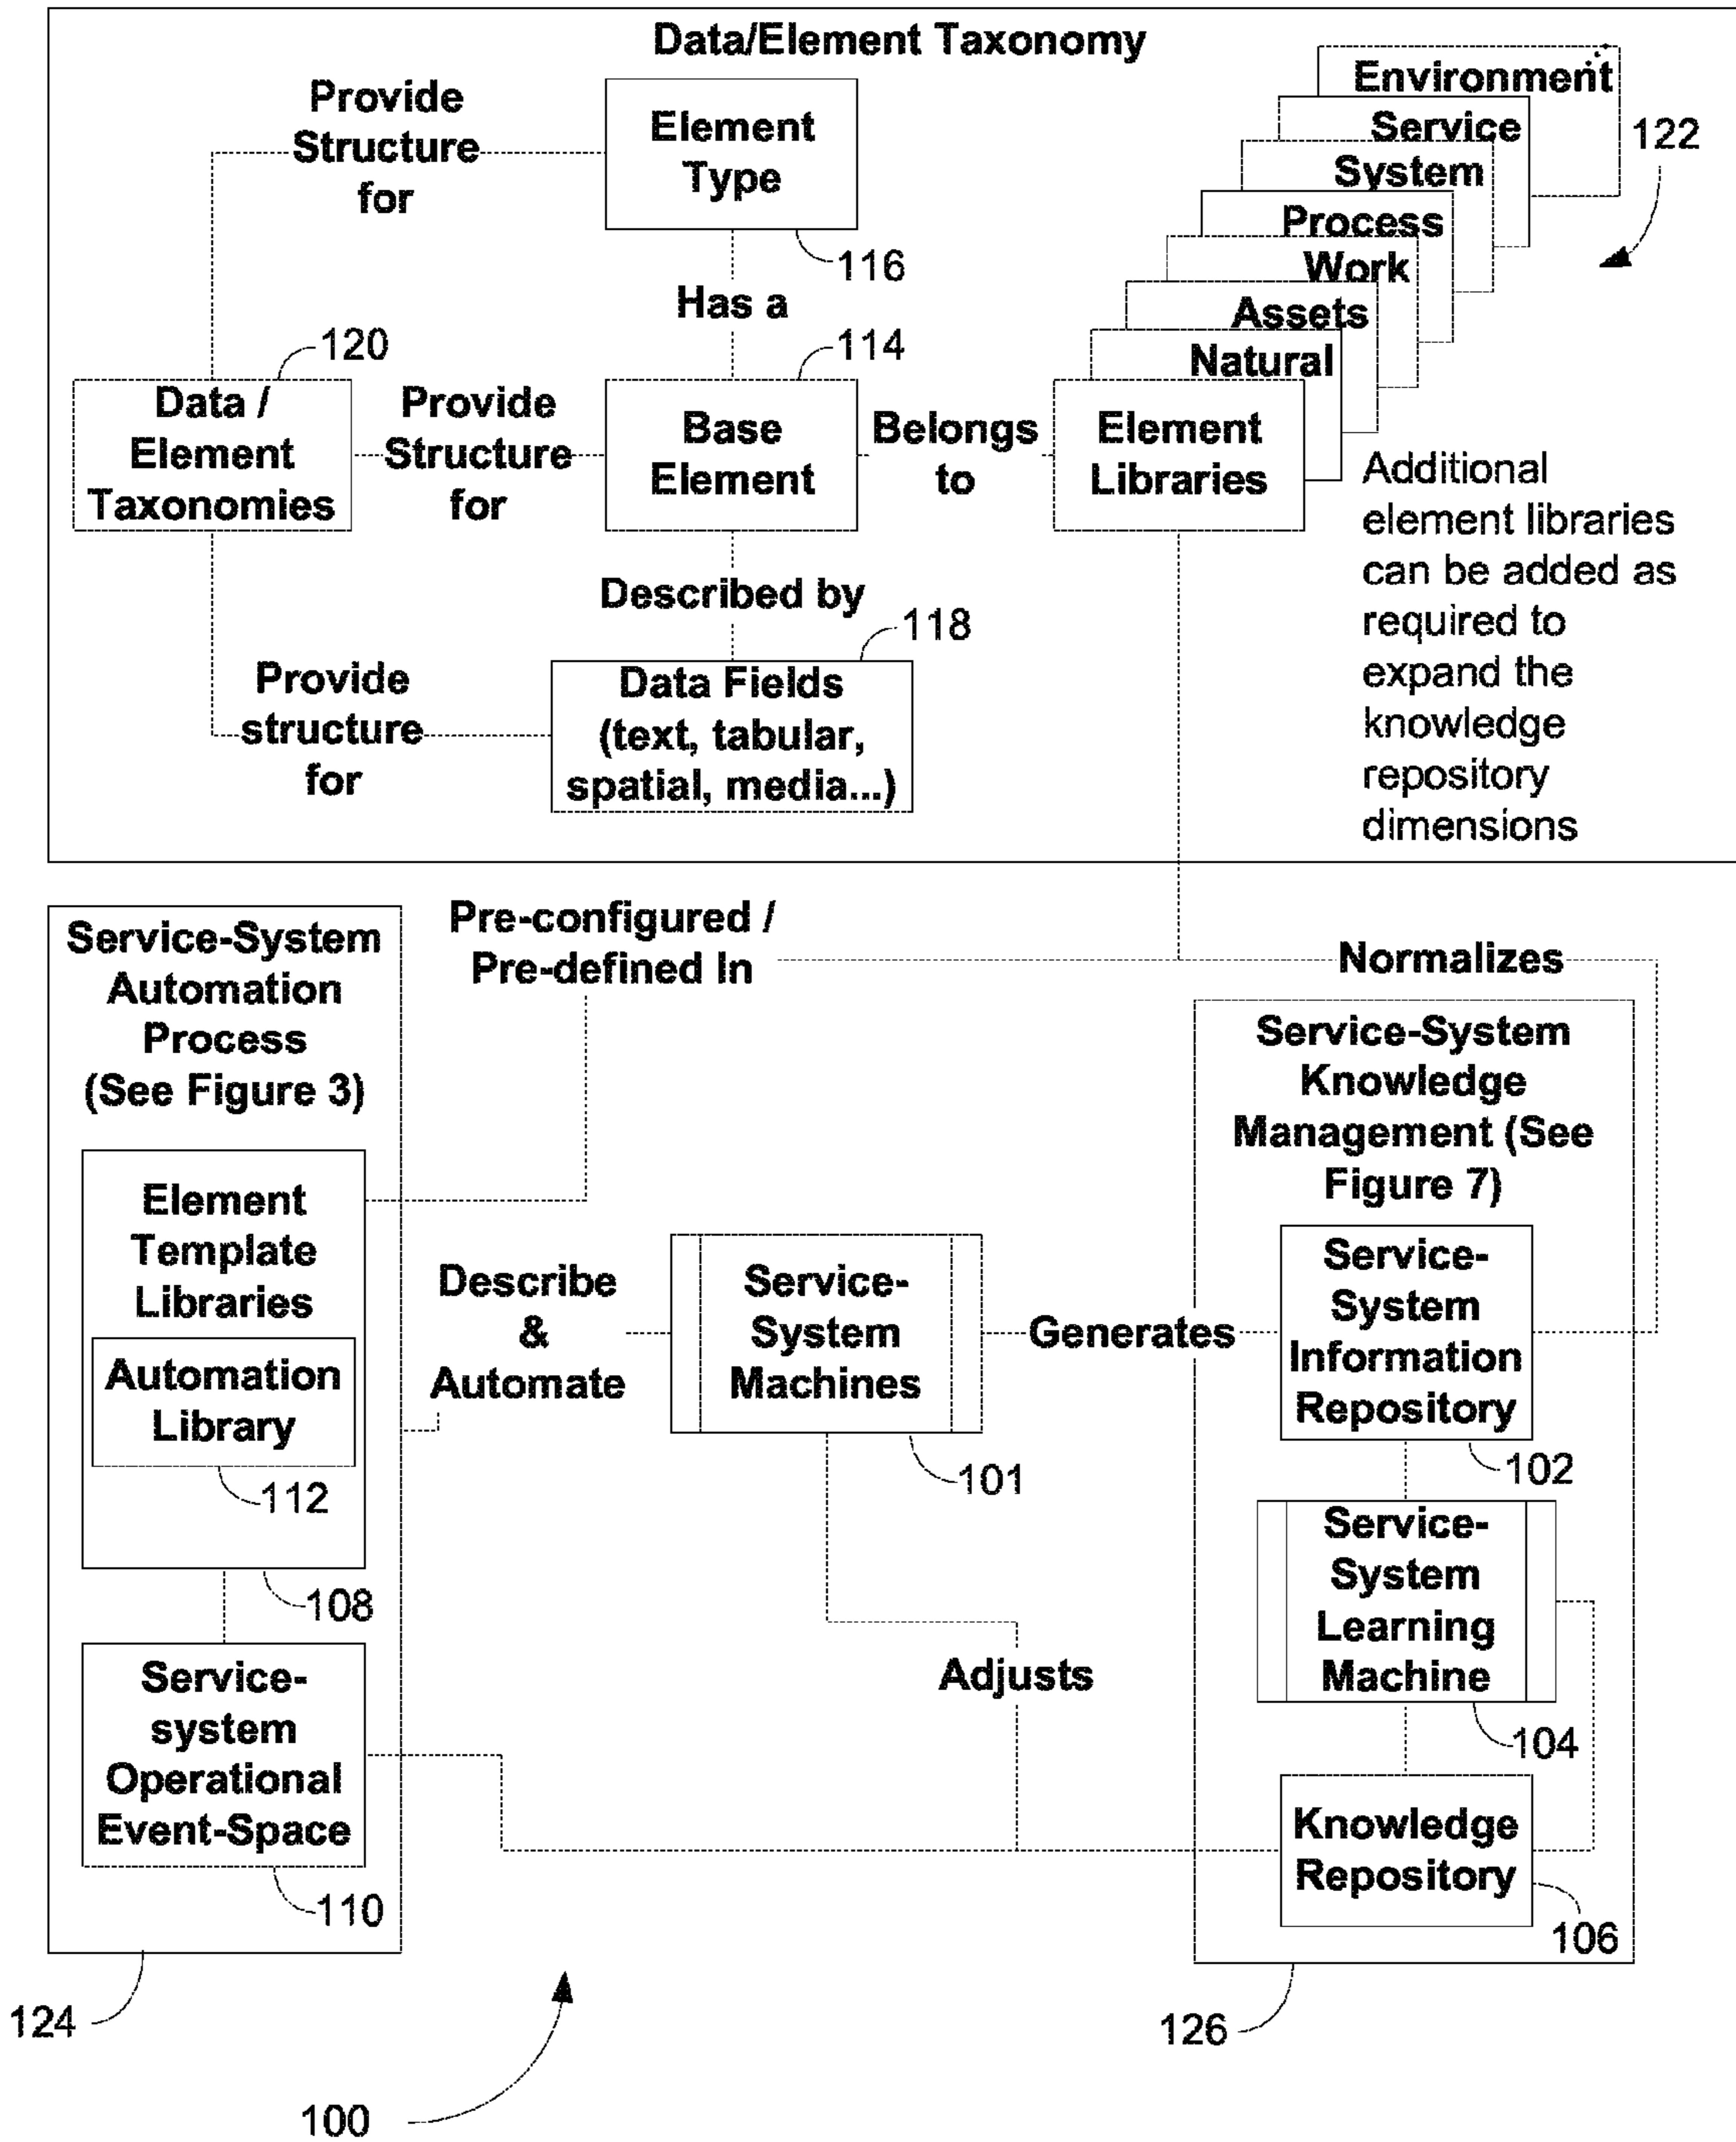 Data/Element Taxonomy
Provide
Structure
for
Element
Type
116
Has a
Environment
Service
System
Process
Work
Assets
Natural
Element
Libraries
122
120
Data /
Element
Taxonomies
Provide
Structure
for
114
Base
Element
Belongs
to
Described by
118
Provide
structure
for
Data Fields
(text, tabular,
spatial, media...)
Additional
element libraries
can be added as
required to
expand the
knowledge
repository
dimensions
Service-System
Automation
Process
(See Figure 3)
Pre-configured /
Pre-defined In
Normalizes
Element
Template
Libraries
Automation
Library
112
108
Service-
system
Operational
Event-Space
110
124
Describe
&
Automate
Service-
System
Machines
101
Generates
Adjusts
Service-System
Knowledge
Management (See
Figure 7)
Service-
System
Information
Repository
102
Service-
System
Learning
Machine
104
Knowledge
Repository
106
126
100